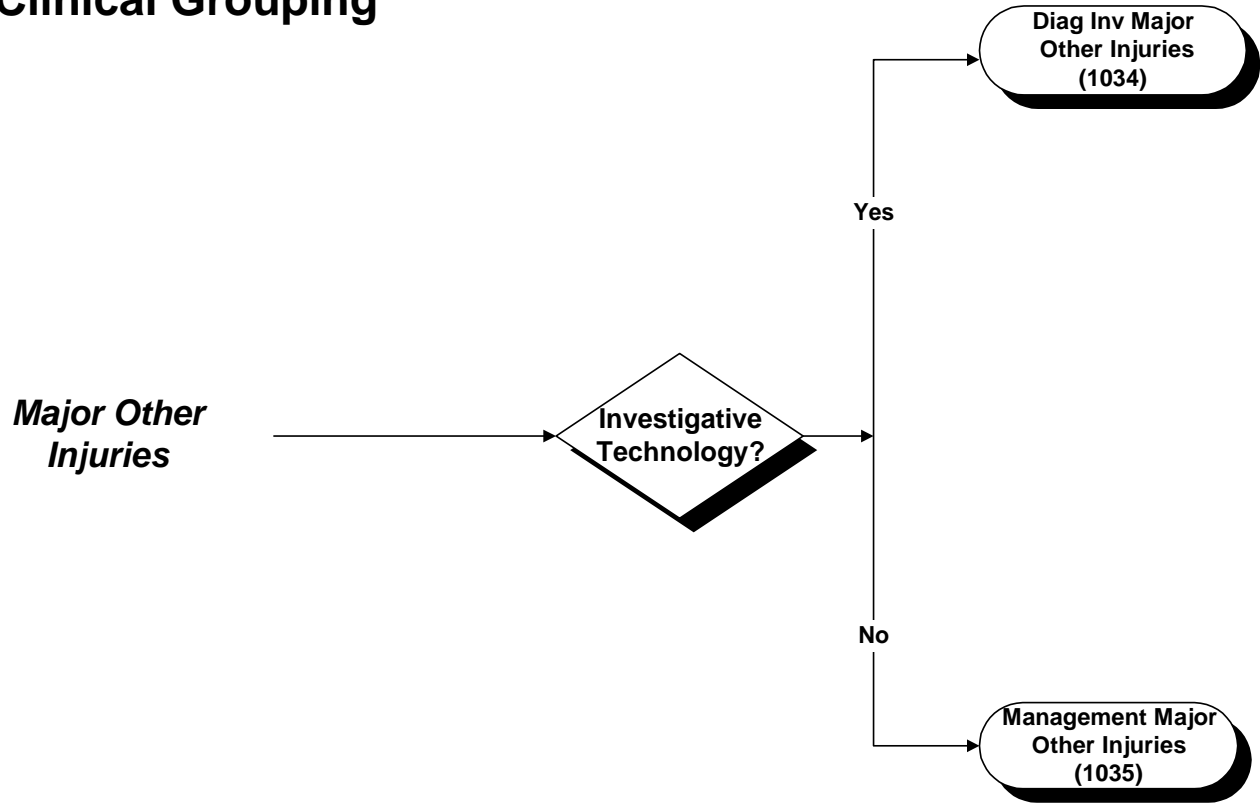 Clinical Grouping
Diag Inv Major
Other Injuries
(1034)
Yes
Major Other
Injuries
Investigative
Technology?
No
Management Major
Other Injuries
(1035)